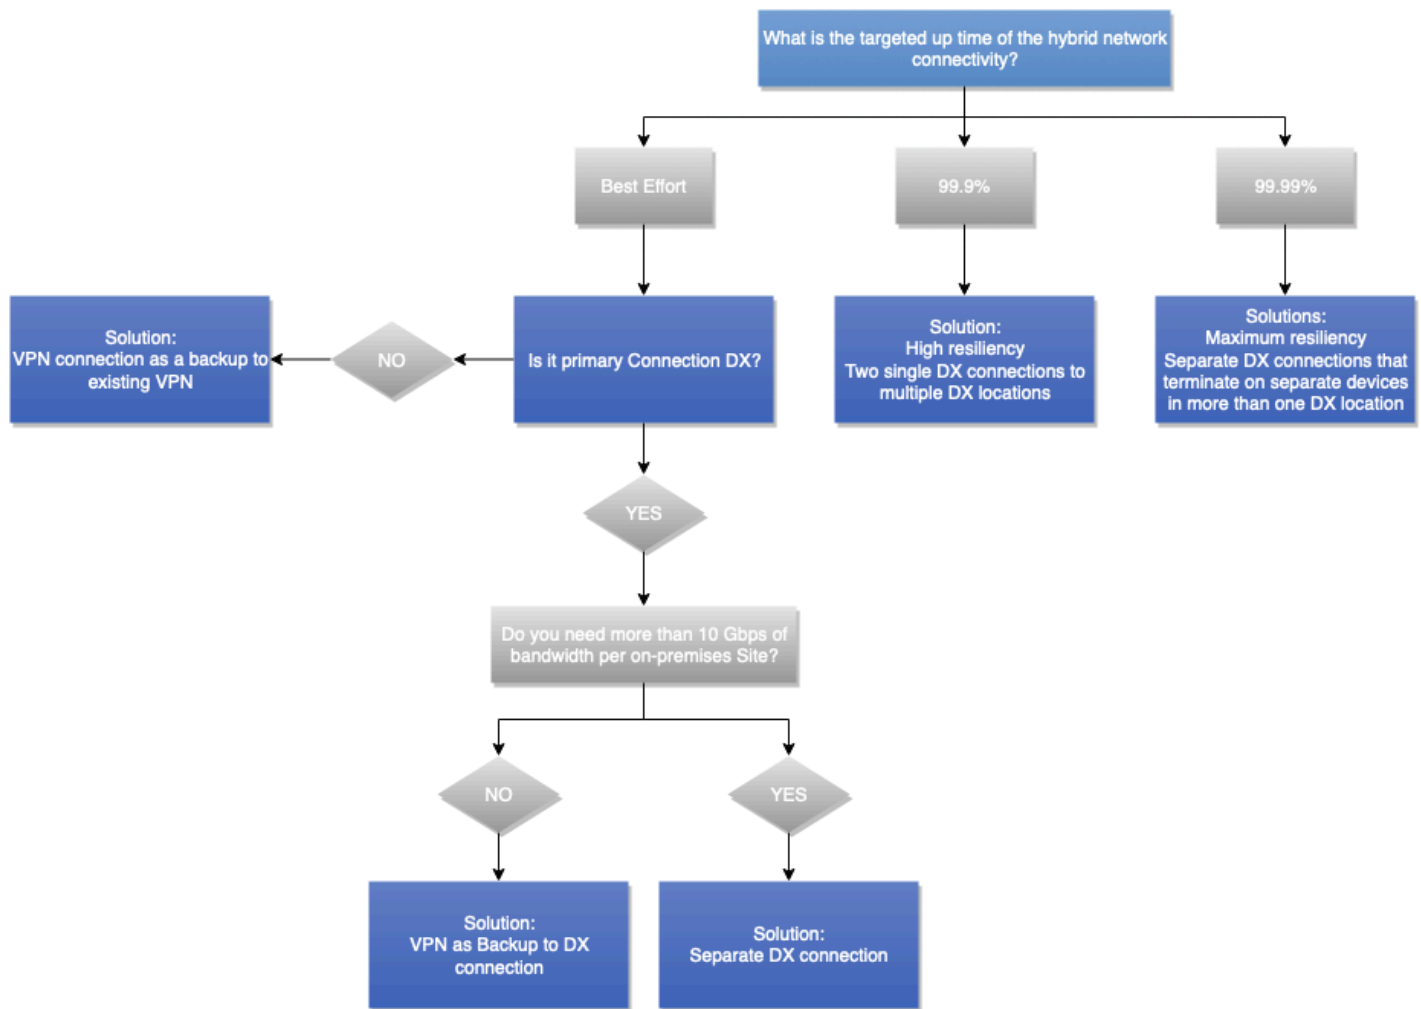 What is the targeted up time of the hybrid network
connectivity?
Best Effort
99.9%
99.99%
Solution:
VPN connection as a backup to
existing VPN
NO
Is it primary Connection DX?
Solution:
High resiliency
Two single DX connections to
multiple DX locations
Solutions:
Maximum resiliency
Separate DX connections that
terminate on separate devices
in more than one DX location
YES
Do you need more than 10 Gbps of
bandwidth per on-premises Site?
NO
YES
Solution:
VPN as Backup to DX
connection
Solution:
Separate DX connection